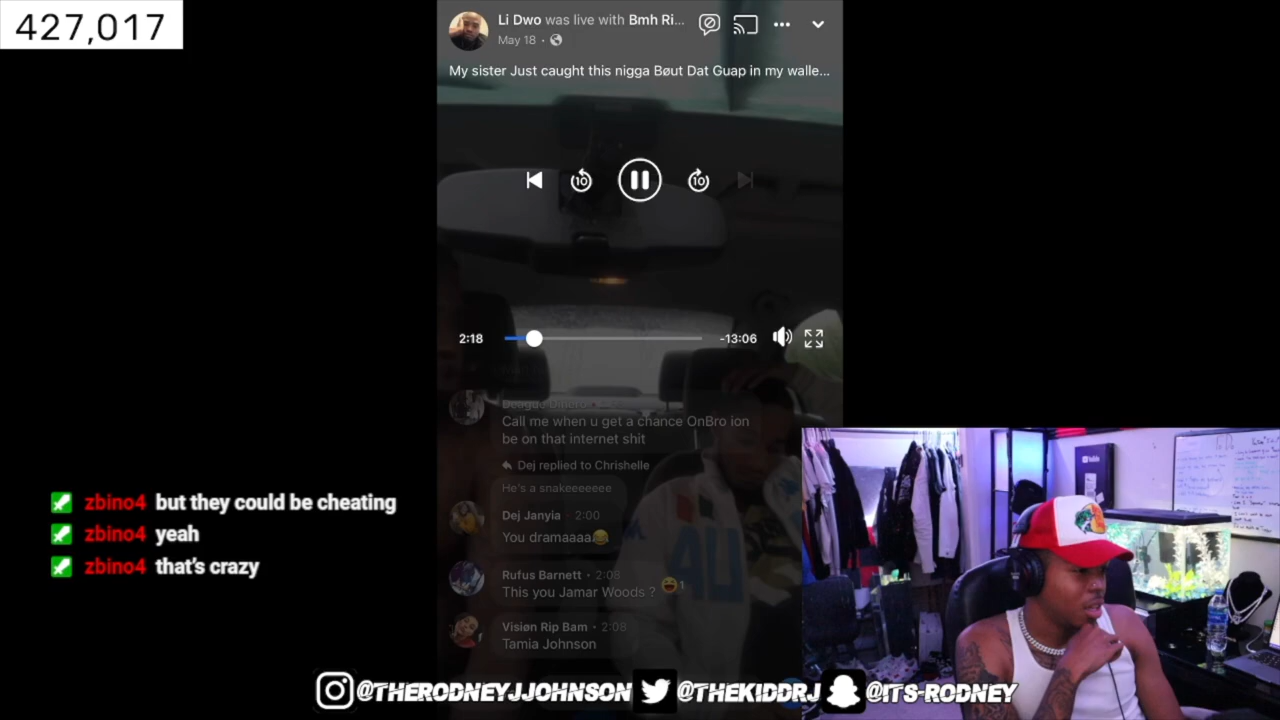 427,017
Li Dwo was live with Bmh Ri...
May 18 ·
My sister Just caught this nigga Bøut Dat Guap in my walle...
10
10
2:18
-13:06
Call me when u get a chance OnBro ion
be on that internet shit
Dej replied to Chrishelle
He's a snakeeeeeee
Dej Janyia · 2:00
You dramaaaa😂
Rufus Barnett · 2:08
This you Jamar Woods ?
😆 1
Visiøn Rip Bam · 2:08
Tamia Johnson
zbino4 but they could be cheating
zbino4 yeah
zbino4 that's crazy
@THERODNEYJJOHNSON @THEKIDDRJ @ITS-RODNEY